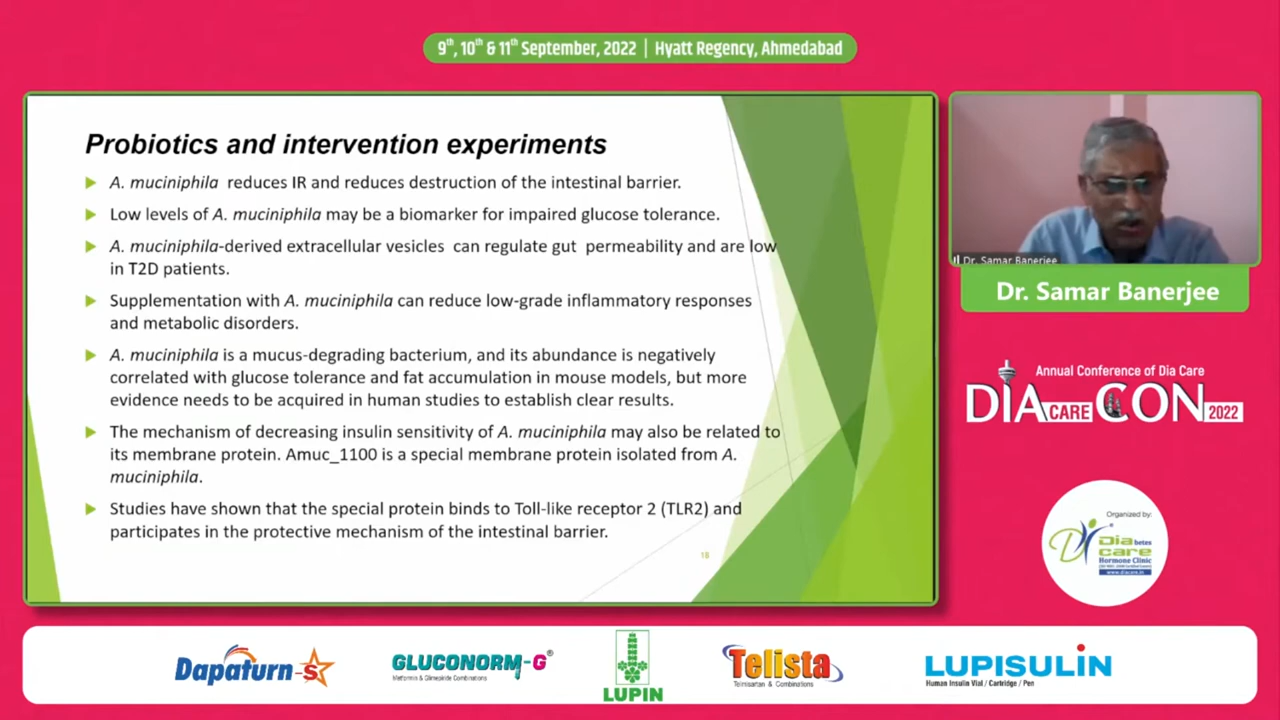 9th, 10th & 11th September, 2022 | Hyatt Regency, Ahmedabad
Probiotics and intervention experiments
A. muciniphila reduces IR and reduces destruction of the intestinal barrier.
Low levels of A. muciniphila may be a biomarker for impaired glucose tolerance.
A. muciniphila-derived extracellular vesicles can regulate gut permeability and are low
in T2D patients.
Supplementation with A. muciniphila can reduce low-grade inflammatory responses
and metabolic disorders.
A. muciniphila is a mucus-degrading bacterium, and its abundance is negatively
correlated with glucose tolerance and fat accumulation in mouse models, but more
evidence needs to be acquired in human studies to establish clear results.
The mechanism of decreasing insulin sensitivity of A. muciniphila may also be related to
its membrane protein. Amuc_1100 is a special membrane protein isolated from A.
muciniphila.
Studies have shown that the special protein binds to Toll-like receptor 2 (TLR2) and
participates in the protective mechanism of the intestinal barrier.
18
Dr. Samar Banerjee
Dr. Samar Banerjee
Annual Conference of Dia Care
DIA CARE CON 2022
Organized by:
Diabetes
care
Hormone Clinic
www.diacare.in
Dapaturn-S
GLUCONORM-G®
Metformin & Glimepiride Combinations
LUPIN
Telista
Telmisartan & Combinations
LUPISULIN
Human Insulin Vial / Cartridge / Pen